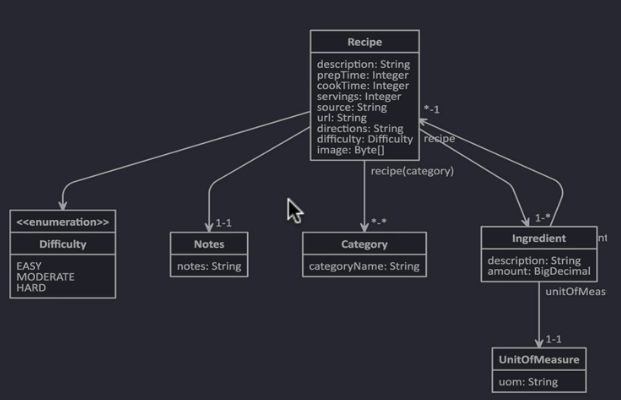 Recipe
description: String
prepTime: Integer
cookTime: Integer
servings: Integer
source: String
url: String
directions: String
difficulty: Difficulty
image: Byte[]
*-1
recipe
recipe(category)
<<enumeration>>
Difficulty
EASY
MODERATE
HARD
1-1
Notes
notes: String
*-*
Category
categoryName: String
1-*
Ingredient
nt
description: String
amount: BigDecimal
unitOfMeas
1-1
UnitOfMeasure
uom: String